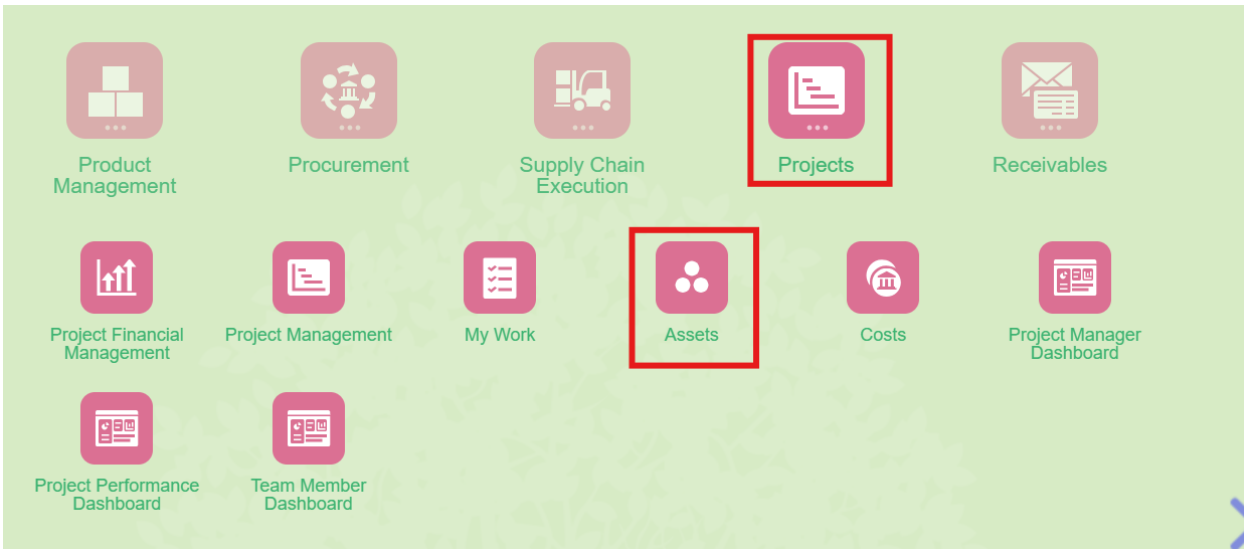 Product
Management
Procurement
Supply Chain
Execution
Projects
Receivables
Project Financial
Management
Project Management
My Work
Assets
Costs
Project Manager
Dashboard
Project Performance
Dashboard
Team Member
Dashboard